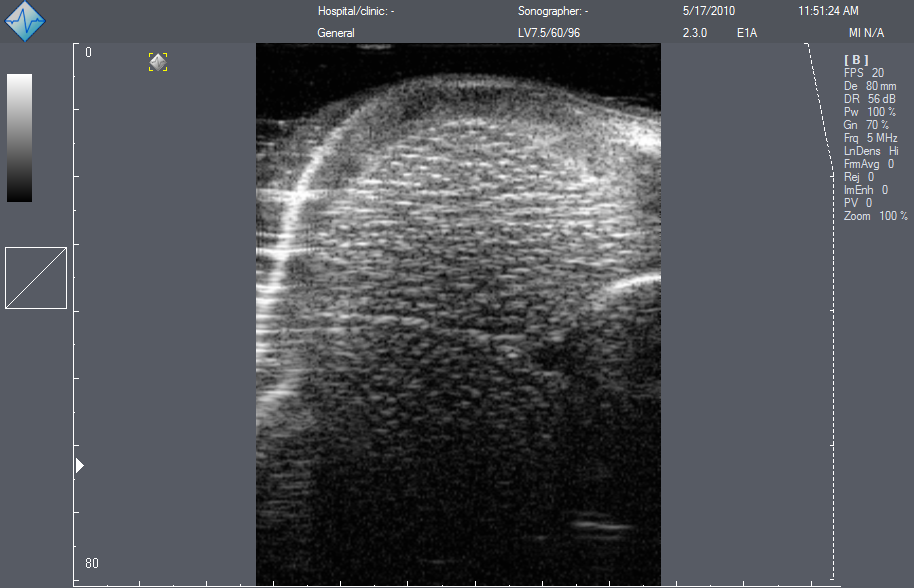 Hospital/clinic: - Sonographer: - 5/17/2010 11:51:24 AM
General LV7.5/60/96 2.3.0 E1A MI N/A
0
[ B ]
FPS 20
De 80 mm
DR 56 dB
Pw 100 %
Gn 70 %
Frq 5 MHz
LnDens Hi
FrmAvg 0
Rej 0
ImEnh 0
PV 0
Zoom 100 %
80